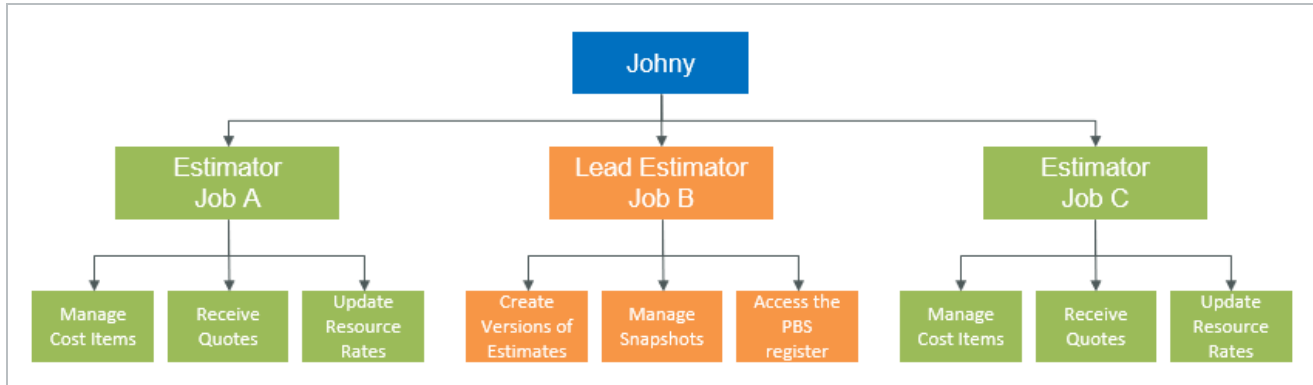 Johny
Estimator
Job A
Lead Estimator
Job B
Estimator
Job C
Manage
Cost Items
Receive
Quotes
Update
Resource
Rates
Create
Versions of
Estimates
Manage
Snapshots
Access the
PBS
register
Manage
Cost Items
Receive
Quotes
Update
Resource
Rates